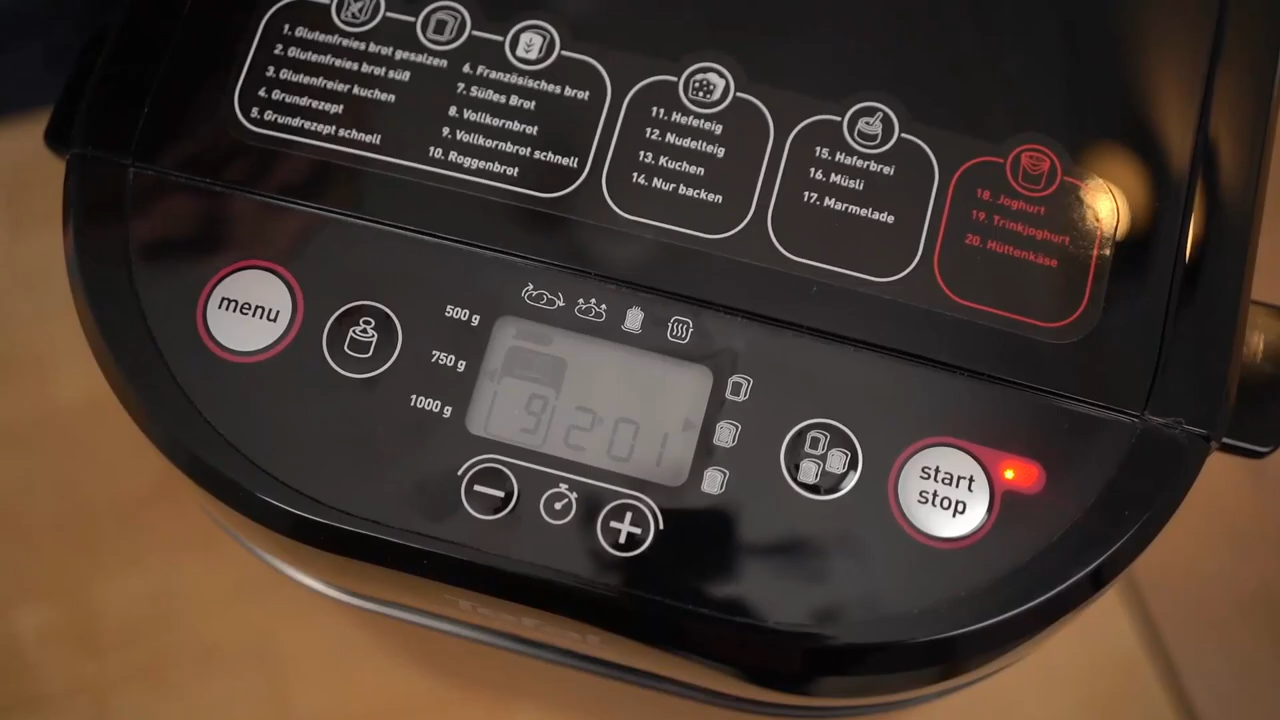 1. Glutenfreies brot gesalzen
2. Glutenfreies brot süß
3. Glutenfreier kuchen
4. Grundrezept
5. Grundrezept schnell
6. Französisches brot
7. Süßes Brot
8. Vollkornbrot
9. Vollkornbrot schnell
10. Roggenbrot
11. Hefeteig
12. Nudelteig
13. Kuchen
14. Nur backen
15. Haferbrei
16. Müsli
17. Marmelade
18. Joghurt
19. Trinkjoghurt
20. Hüttenkäse
menu
500 g
750 g
1000 g
9 2:01
start
stop